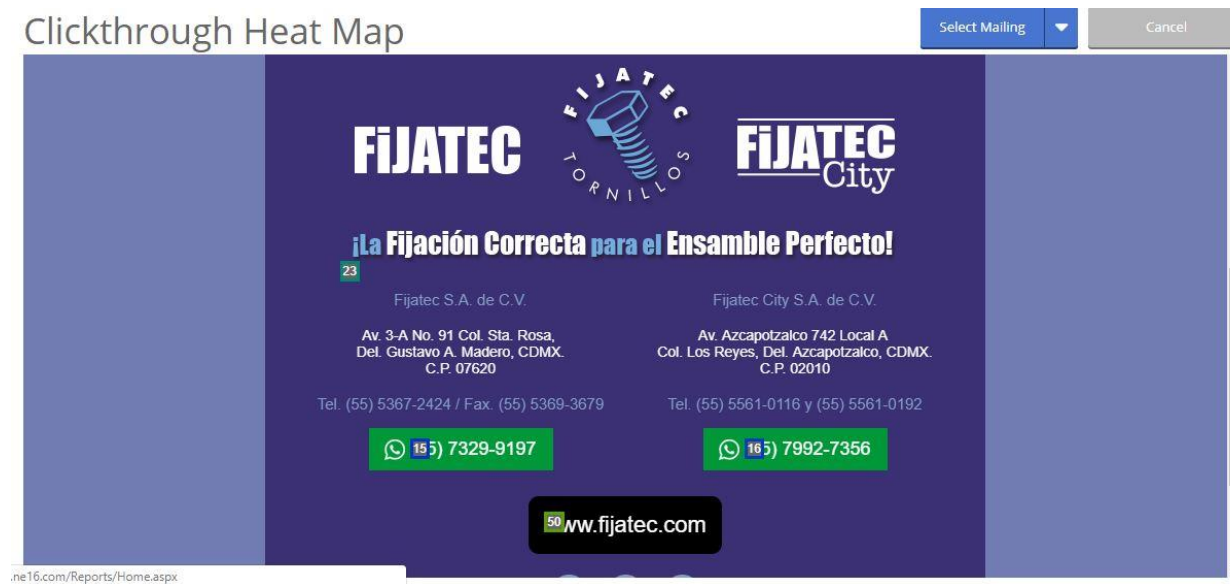 Clickthrough Heat Map
Select Mailing
Cancel
FiJATEC
FIJATEC
TORNILLOS
FiJATEC
City
¡La Fijación Correcta para el Ensamble Perfecto!
23
Fijatec S.A. de C.V.
Av. 3-A No. 91 Col. Sta. Rosa,
Del. Gustavo A. Madero, CDMX.
C.P. 07620
Tel. (55) 5367-2424 / Fax. (55) 5369-3679
15 5) 7329-9197
Fijatec City S.A. de C.V.
Av. Azcapotzalco 742 Local A
Col. Los Reyes, Del. Azcapotzalco, CDMX.
C.P. 02010
Tel. (55) 5561-0116 y (55) 5561-0192
16 5) 7992-7356
50 ww.fijatec.com
.ne16.com/Reports/Home.aspx